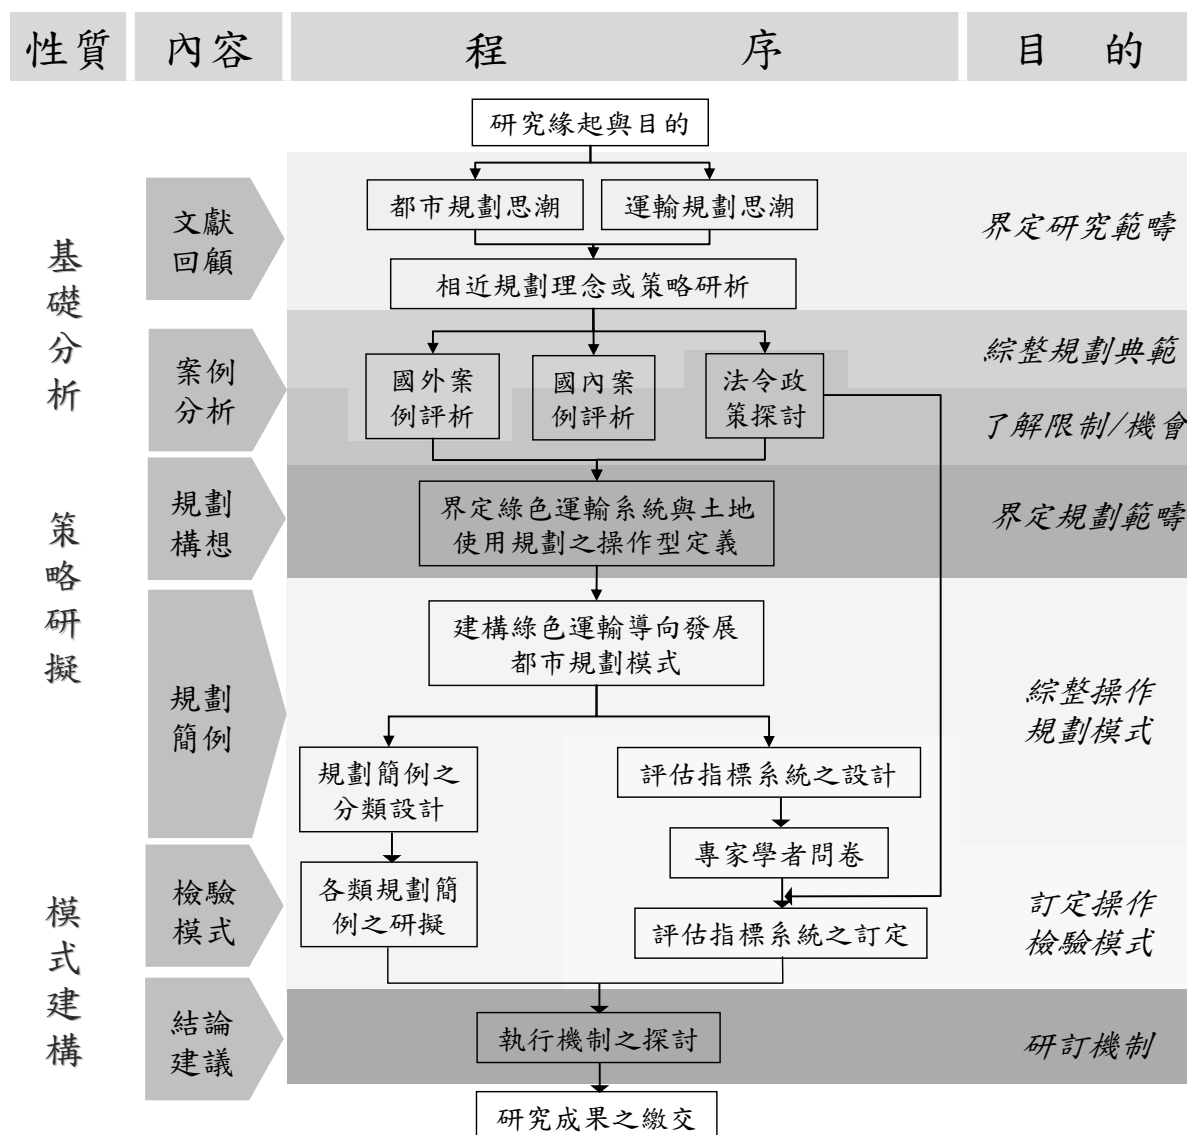 性質 內容 程 序 目 的
研究緣起與目的
都市規劃思潮
運輸規劃思潮
文獻
回顧
界定研究範疇
相近規劃理念或策略研析
基礎分析
案例
分析
國外案
例評析
國內案
例評析
法令政
策探討
綜整規劃典範
了解限制/機會
規劃
構想
界定綠色運輸系統與土地
使用規劃之操作型定義
界定規劃範疇
策略研擬
建構綠色運輸導向發展
都市規劃模式
規劃
簡例
綜整操作
規劃模式
規劃簡例之
分類設計
評估指標系統之設計
專家學者問卷
檢驗
模式
各類規劃簡
例之研擬
評估指標系統之訂定
訂定操作
檢驗模式
模式建構
結論
建議
執行機制之探討
研訂機制
研究成果之繳交